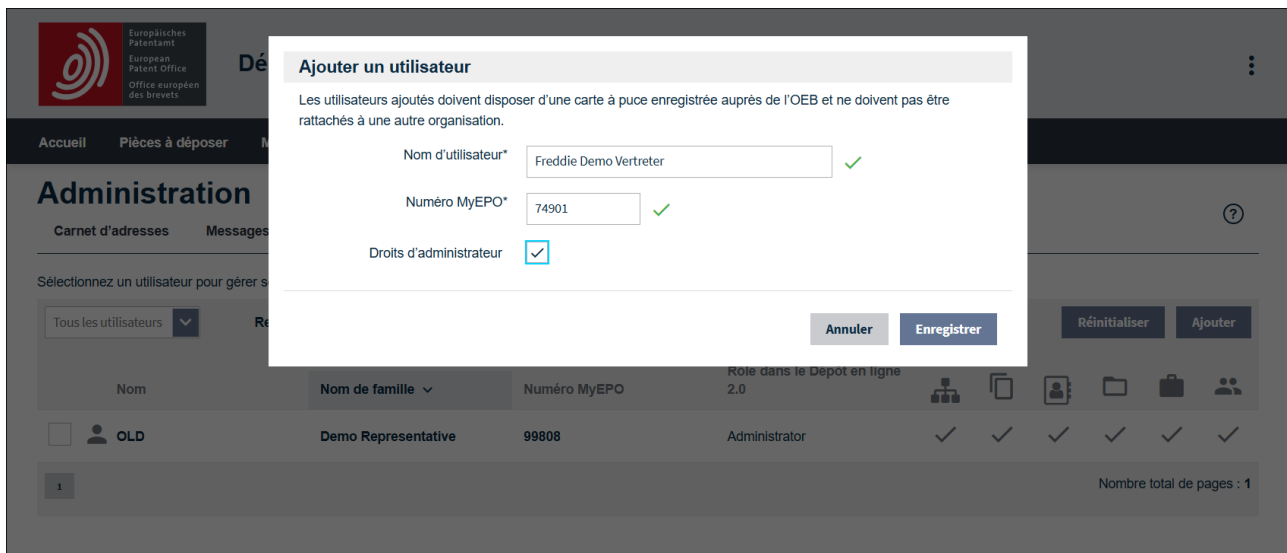 Europäisches
Patentamt
European
Patent Office
Office européen
des brevets
Dé
Ajouter un utilisateur
Les utilisateurs ajoutés doivent disposer d'une carte à puce enregistrée auprès de l'OEB et ne doivent pas être
rattachés à une autre organisation.
Accueil Pièces à déposer M
Nom d'utilisateur* Freddie Demo Vertreter
Numéro MyEPO* 74901
Droits d'administrateur
Annuler Enregistrer
Administration
Carnet d'adresses Messages
Sélectionnez un utilisateur pour gérer s
Tous les utilisateurs Re Réinitialiser Ajouter
Nom Nom de famille Numéro MyEPO Rôle dans le Dépôt en ligne
2.0
OLD Demo Representative 99808 Administrator
1 Nombre total de pages : 1